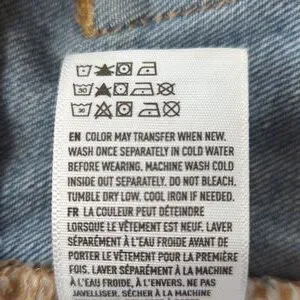 EN COLOR MAY TRANSFER WHEN NEW.
WASH ONCE SEPARATELY IN COLD WATER
BEFORE WEARING. MACHINE WASH COLD
INSIDE OUT SEPARATELY. DO NOT BLEACH.
TUMBLE DRY LOW. COOL IRON IF NEEDED.
FR LA COULEUR PEUT DÉTEINDRE
LORSQUE LE VÊTEMENT EST NEUF. LAVER
SÉPARÉMENT À L'EAU FROIDE AVANT DE
PORTER LE VÊTEMENT POUR LA PREMIÈRE
FOIS. LAVER SÉPARÉMENT À LA MACHINE
À L'EAU FROIDE, À L'ENVERS. NE PAS
JAVELLISER. SÉCHER À LA MACHINE